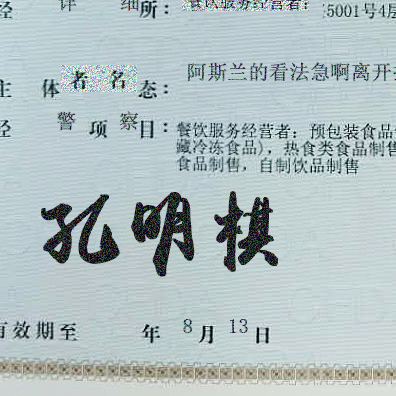 经 详 细所： 餐饮服务经营者： 5001号4层
主 体 者 名 态： 阿斯兰的看法急啊离开
经 警 项 察 目： 餐饮服务经营者：预包装食品
藏冷冻食品)，热食类食品制售
食品制售，自制饮品制售
孔明棋
有效期至 年 8 月 13 日